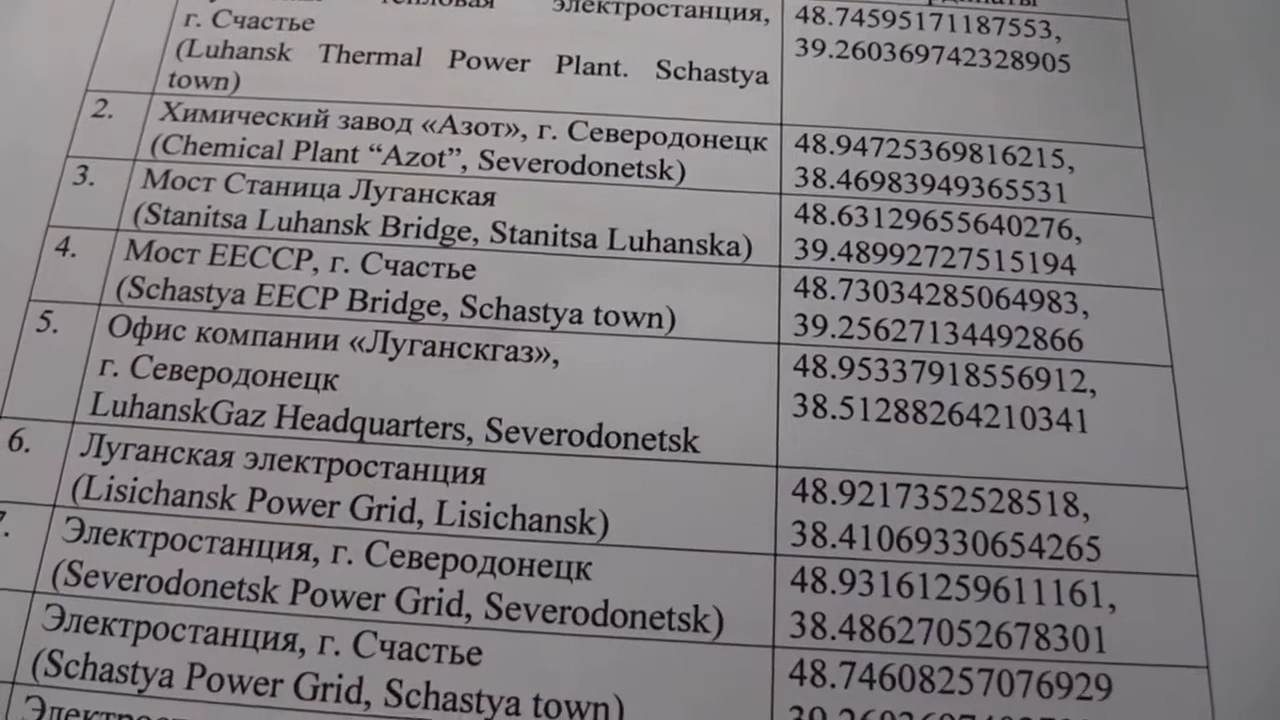 электростанция,
г. Счастье
(Luhansk Thermal Power Plant. Schastya
town)
48.74595171187553,
39.260369742328905
2.
Химический завод «Азот», г. Северодонецк
(Chemical Plant “Azot”, Severodonetsk)
48.94725369816215,
38.46983949365531
3.
Мост Станица Луганская
(Stanitsa Luhansk Bridge, Stanitsa Luhanska)
48.63129655640276,
39.48992727515194
4.
Мост ЕЕССР, г. Счастье
(Schastya EECP Bridge, Schastya town)
48.73034285064983,
39.25627134492866
5.
Офис компании «Луганскгаз»,
г. Северодонецк
LuhanskGaz Headquarters, Severodonetsk
48.95337918556912,
38.51288264210341
6.
Луганская электростанция
(Lisichansk Power Grid, Lisichansk)
48.9217352528518,
38.41069330654265
7.
Электростанция, г. Северодонецк
(Severodonetsk Power Grid, Severodonetsk)
48.93161259611161,
38.48627052678301
Электростанция, г. Счастье
(Schastya Power Grid, Schastya town)
48.74608257076929